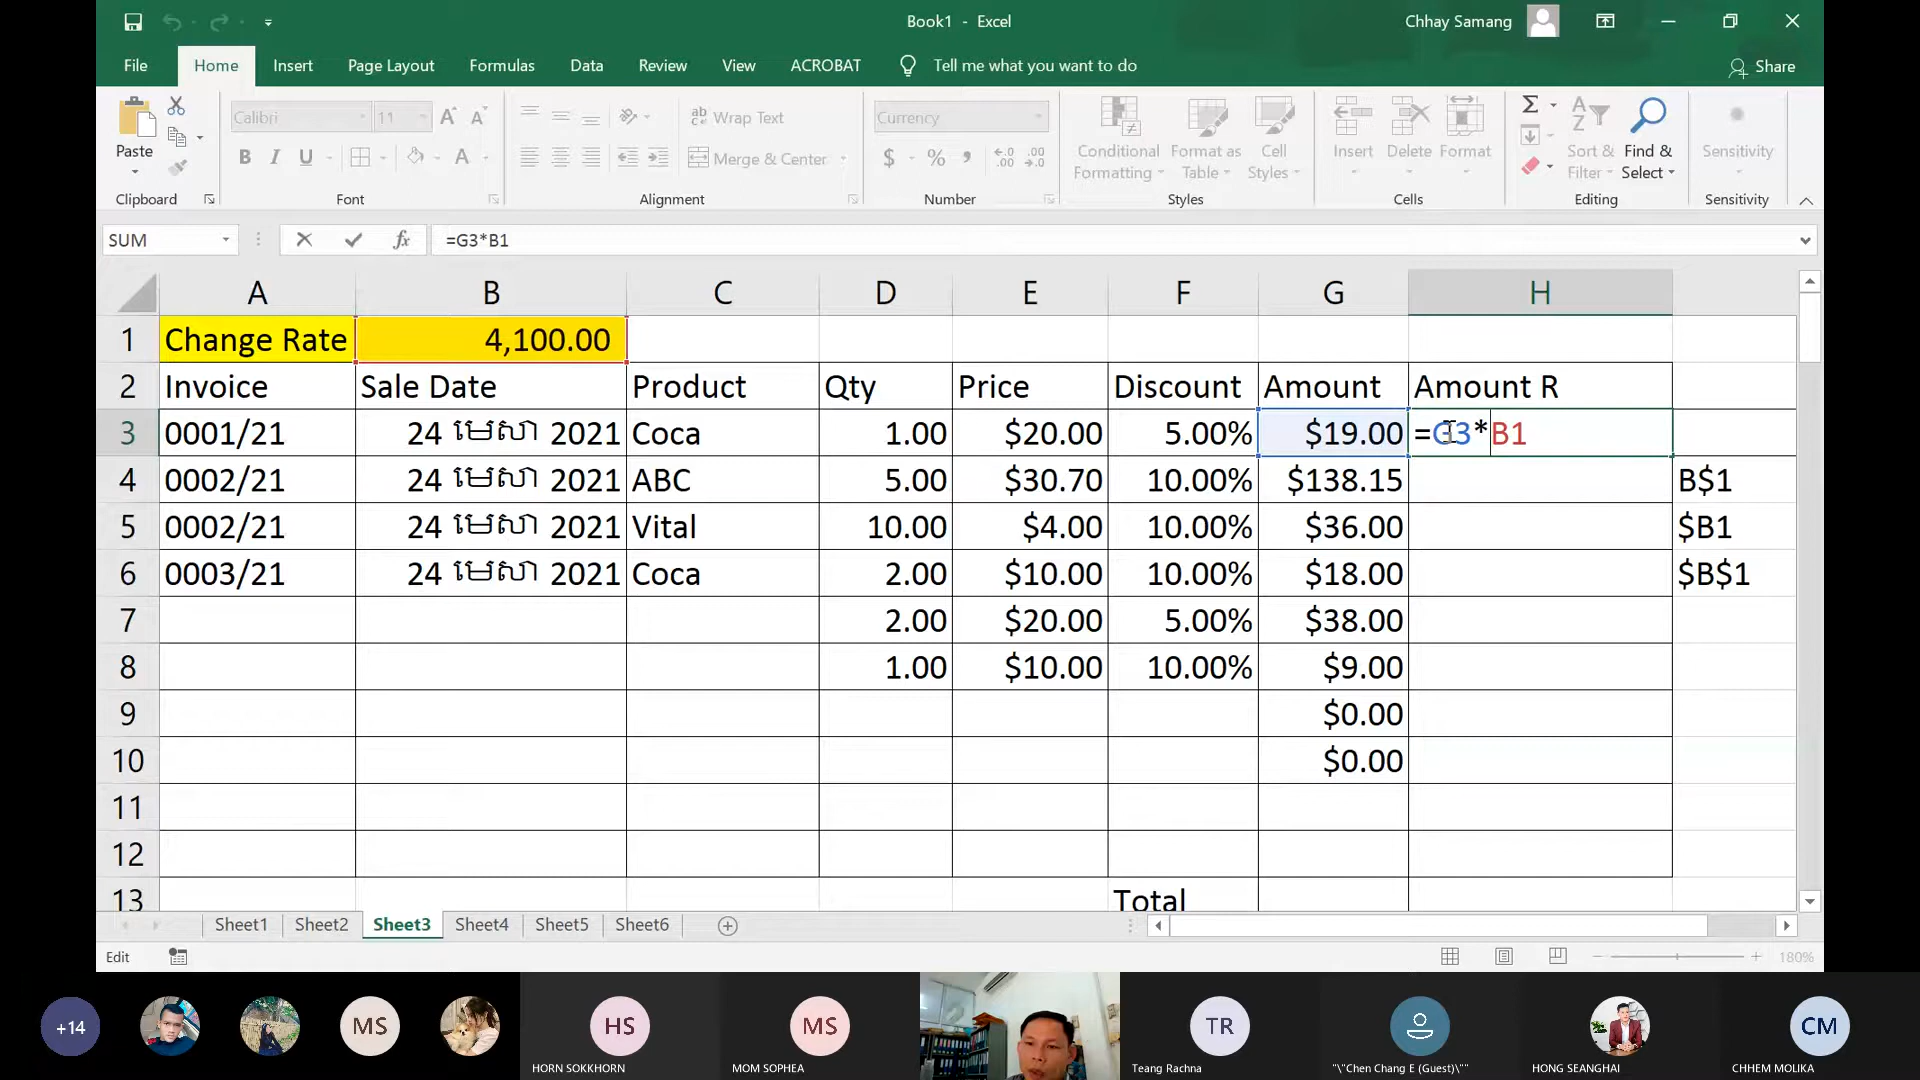 Book1 - Excel
Chhay Samang
File Home Insert Page Layout Formulas Data Review View ACROBAT Tell me what you want to do Share
Paste
Clipboard
Calibri 11
B I U A
Font
ab Wrap Text
Merge & Center
Alignment
Currency
$ % ,
Number
Conditional Formatting
Format as Table
Cell Styles
Styles
Insert Delete Format
Cells
Sort & Filter
Find & Select
Editing
Sensitivity
Sensitivity
SUM fx =G3*B1
A B C D E F G H
1 Change Rate 4,100.00
2 Invoice Sale Date Product Qty Price Discount Amount Amount R
3 0001/21 24 មេសា 2021 Coca 1.00 $20.00 5.00% $19.00 =G3*B1
4 0002/21 24 មេសា 2021 ABC 5.00 $30.70 10.00% $138.15 B$1
5 0002/21 24 មេសា 2021 Vital 10.00 $4.00 10.00% $36.00 $B1
6 0003/21 24 មេសា 2021 Coca 2.00 $10.00 10.00% $18.00 $B$1
7 2.00 $20.00 5.00% $38.00
8 1.00 $10.00 10.00% $9.00
9 $0.00
10 $0.00
11
12
13 Total
Sheet1 Sheet2 Sheet3 Sheet4 Sheet5 Sheet6
Edit 180%
+14 MS HS MS TR CM
HORN SOKKHORN MOM SOPHEA Teang Rachna "\"Chen Chang E (Guest)\"" HONG SEANGHAI CHHEM MOLIKA